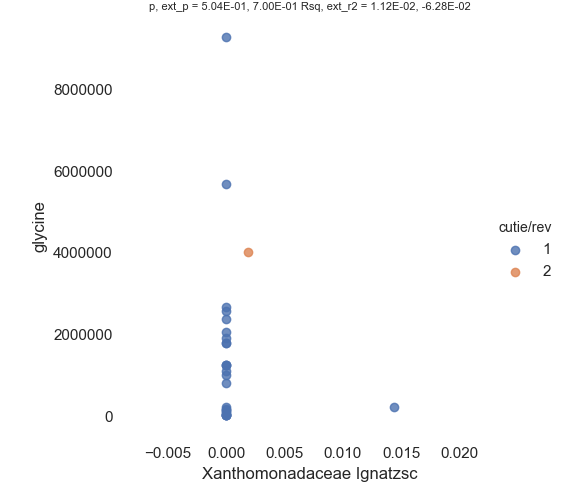 p, ext_p = 5.04E-01, 7.00E-01 Rsq, ext_r2 = 1.12E-02, -6.28E-02
8000000
6000000
4000000
2000000
0
glycine
−0.005 0.000 0.005 0.010 0.015 0.020
Xanthomonadaceae Ignatzsc
cutie/rev
1
2